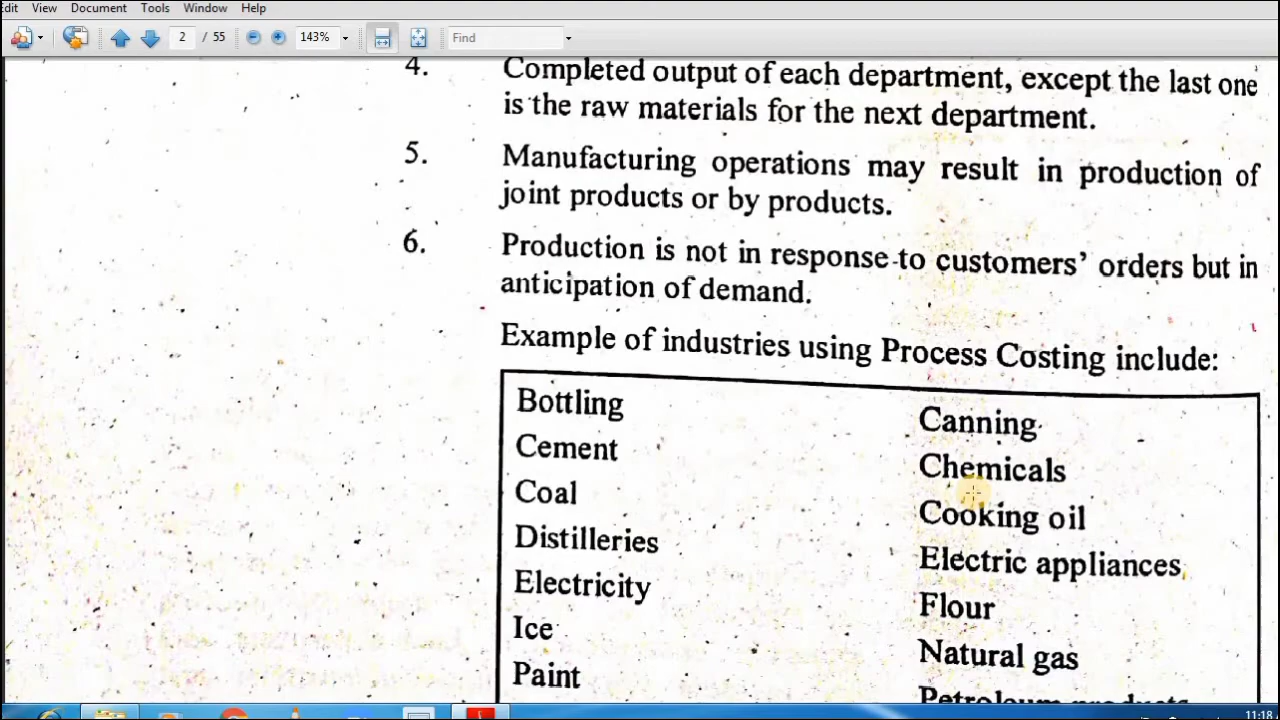 dit View Document Tools Window Help
2 / 55 143% Find
4. Completed output of each department, except the last one
is the raw materials for the next department.
5. Manufacturing operations may result in production of
joint products or by products.
6. Production is not in response to customers' orders but in
anticipation of demand.
Example of industries using Process Costing include:
Bottling Canning
Cement Chemicals
Coal Cooking oil
Distilleries Electric appliances
Electricity Flour
Ice Natural gas
Paint Petroleum products
11:18